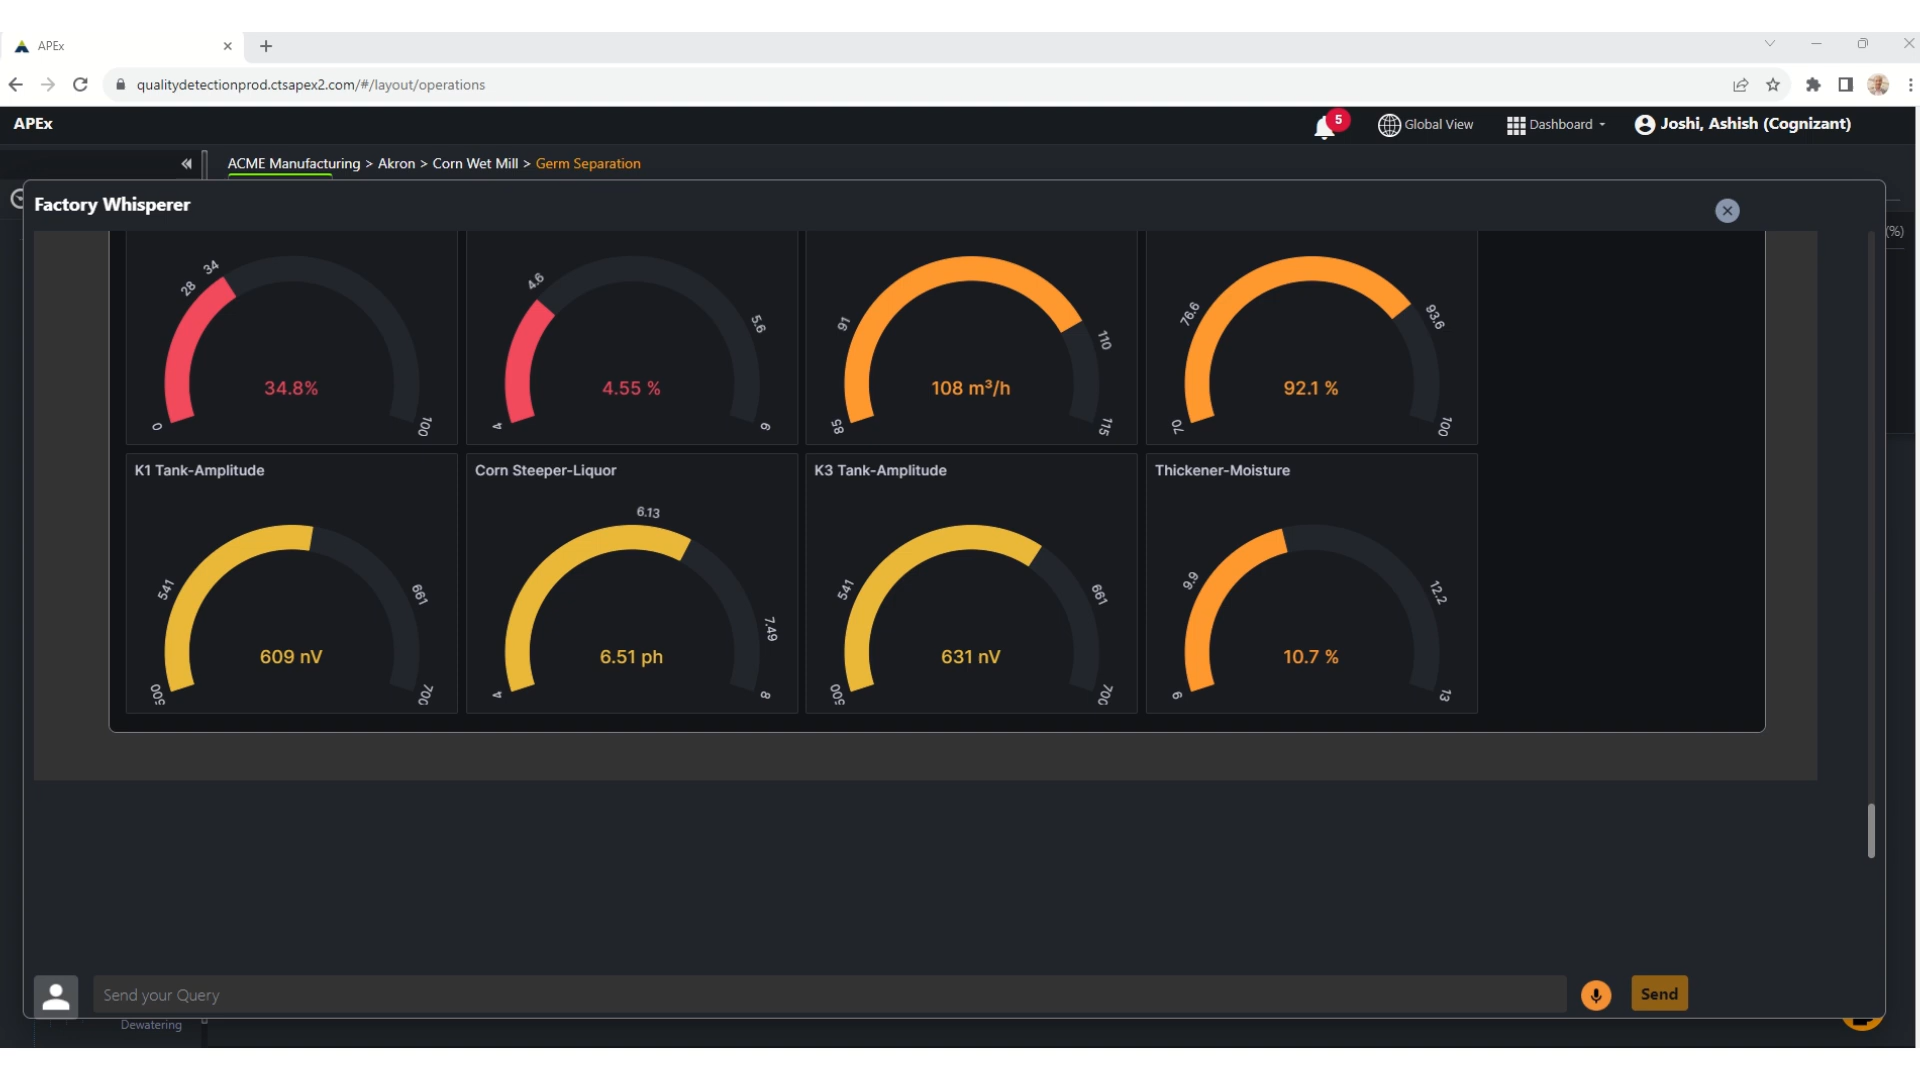 APEx
qualitydetectionprod.ctsapex2.com/#/layout/operations
APEx
5
Global View
Dashboard
Joshi, Ashish (Cognizant)
ACME Manufacturing > Akron > Corn Wet Mill > Germ Separation
Factory Whisperer
(%)
0 28 34 100
34.8%
4 4.6 5.6 6
4.55 %
85 91 110 115
108 m³/h
70 76.6 93.6 100
92.1 %
K1 Tank-Amplitude
500 541 661 700
609 nV
Corn Steeper-Liquor
4 6.13 7.49 8
6.51 ph
K3 Tank-Amplitude
500 541 661 700
631 nV
Thickener-Moisture
9 9.9 12.2 13
10.7 %
Send your Query
Send
Dewatering